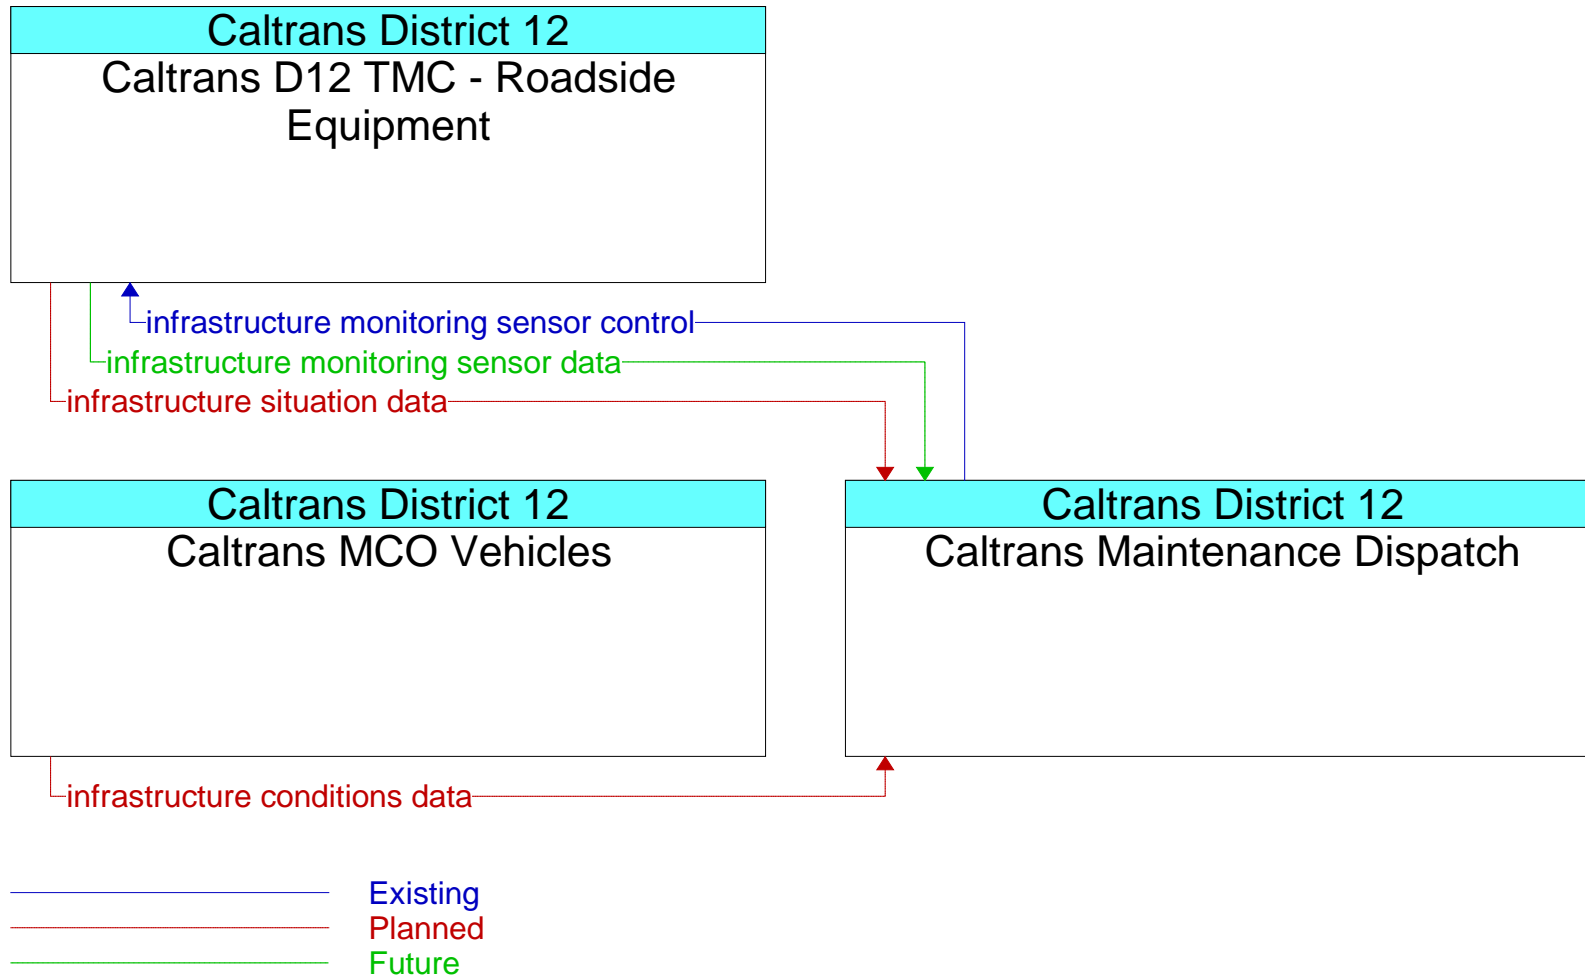 Caltrans District 12
Caltrans D12 TMC - Roadside
Equipment
infrastructure monitoring sensor control
infrastructure monitoring sensor data
infrastructure situation data
Caltrans District 12
Caltrans MCO Vehicles
Caltrans District 12
Caltrans Maintenance Dispatch
infrastructure conditions data
Existing
Planned
Future